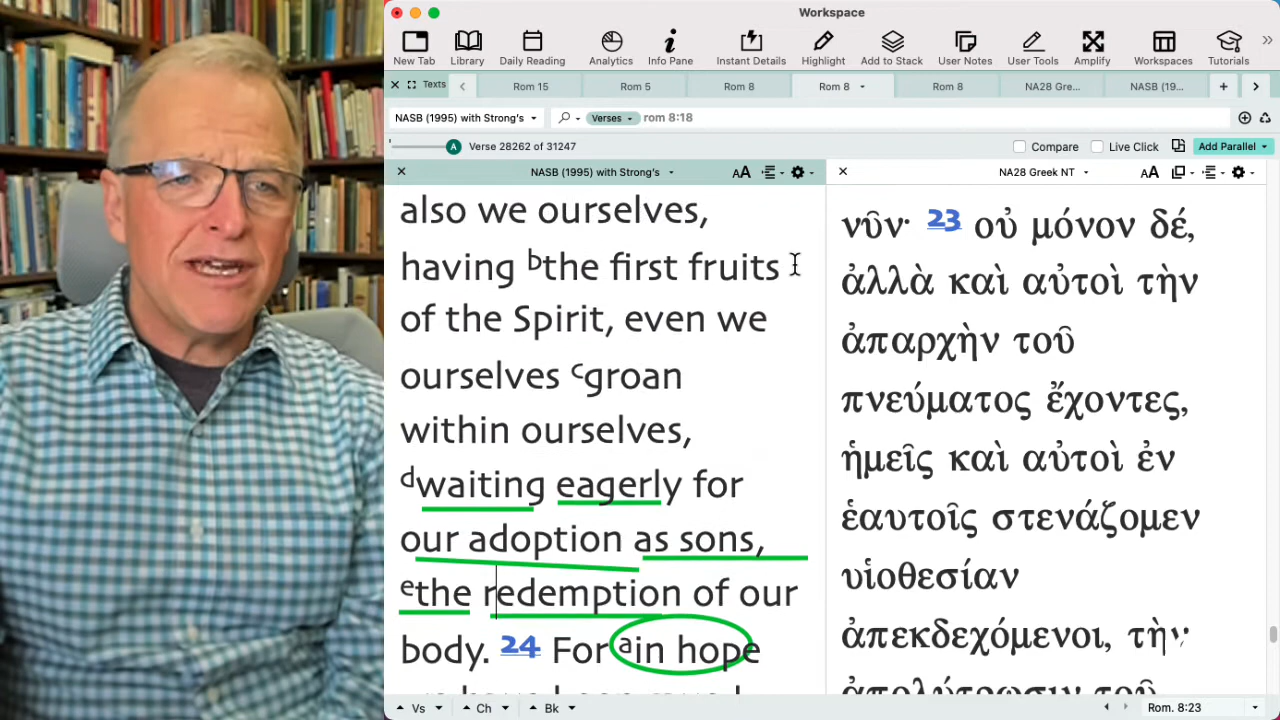 Workspace
New Tab Library Daily Reading Analytics Info Pane Instant Details Highlight Add to Stack User Notes User Tools Amplify Workspaces Tutorials
Texts Rom 15 Rom 5 Rom 8 Rom 8 Rom 8 NA28 Gre... NASB (19...
NASB (1995) with Strong's Verses rom 8:18
A Verse 28262 of 31247 Compare Live Click Add Parallel
NASB (1995) with Strong's
also we ourselves,
having bthe first fruits
of the Spirit, even we
ourselves cgroan
within ourselves,
dwaiting eagerly for
our adoption as sons,
ethe redemption of our
body. 24 For ain hope
NA28 Greek NT
νῦν· 23 οὐ μόνον δέ,
ἀλλὰ καὶ αὐτοὶ τὴν
ἀπαρχὴν τοῦ
πνεύματος ἔχοντες,
ἡμεῖς καὶ αὐτοὶ ἐν
ἑαυτοῖς στενάζομεν
υἱοθεσίαν
ἀπεκδεχόμενοι, τὴν
ἀπολύτρωσιν τοῦ
Vs Ch Bk Rom. 8:23